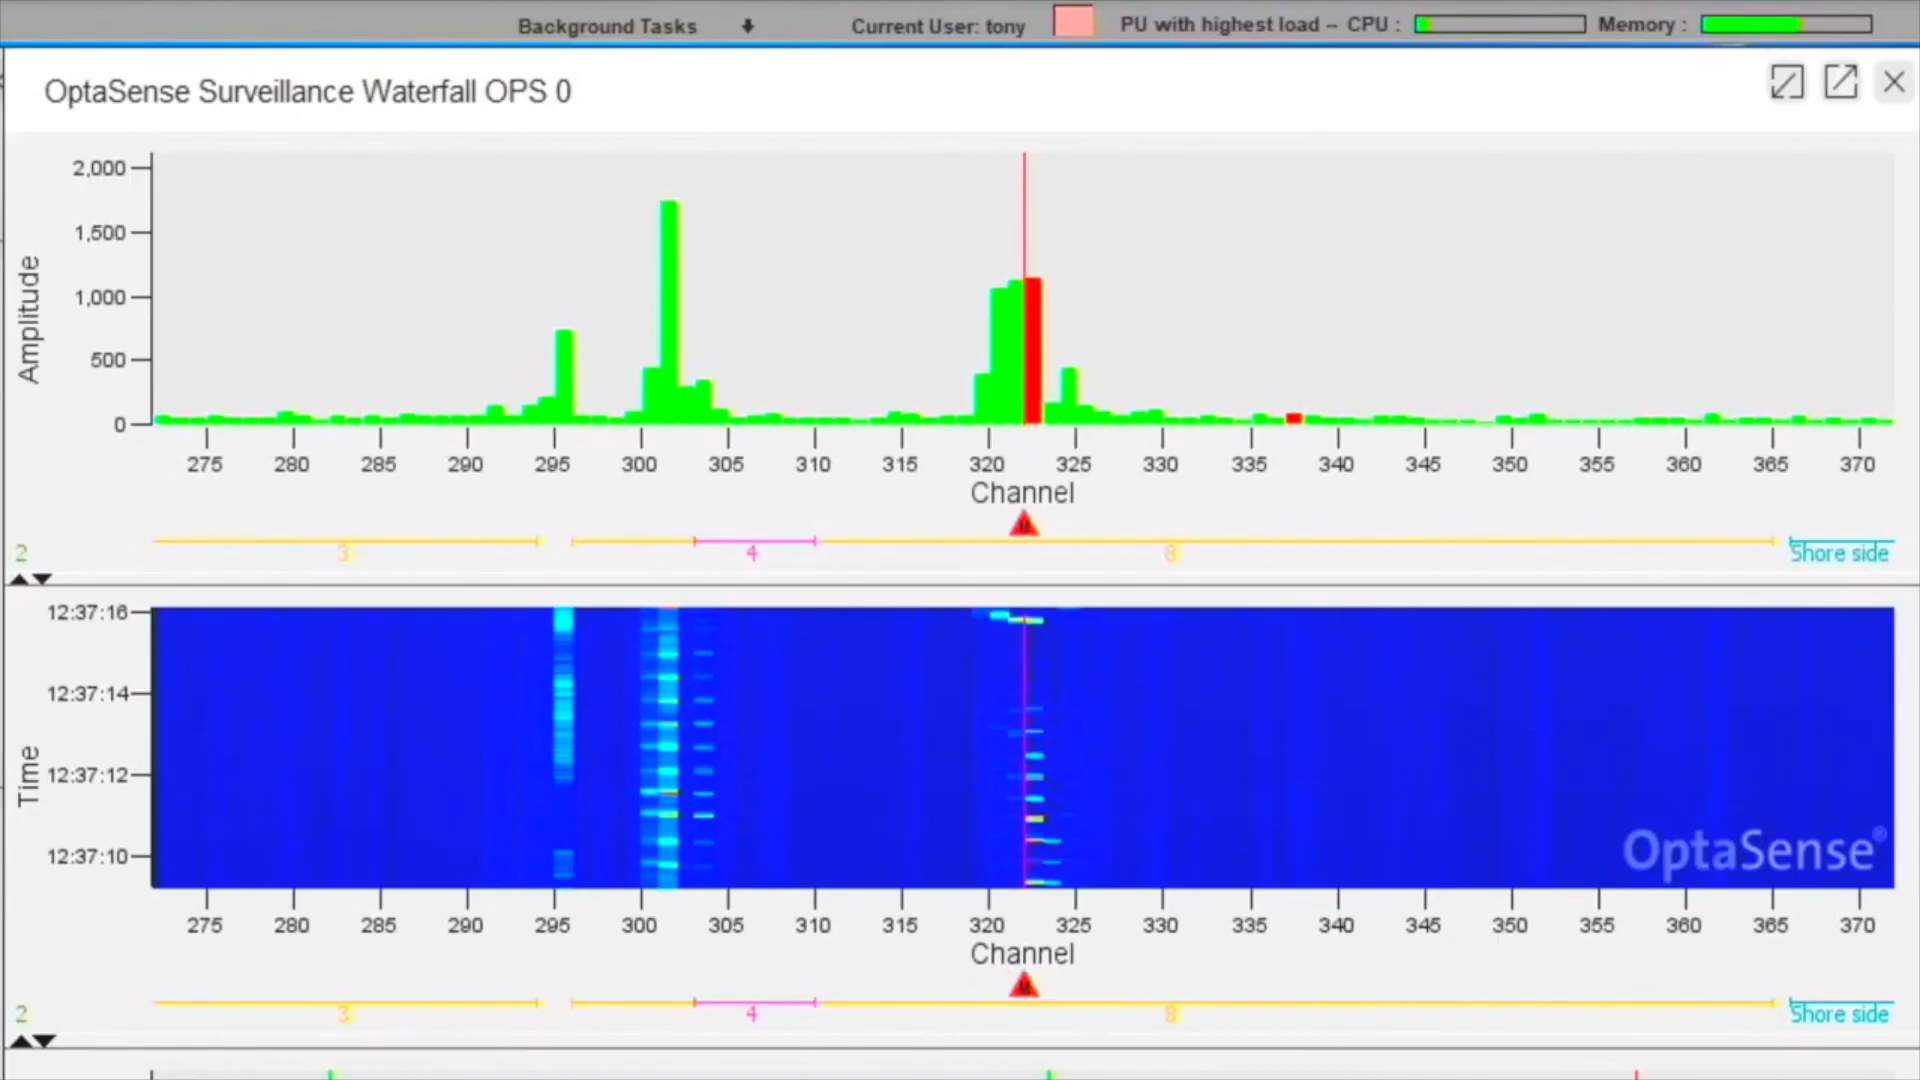 Background Tasks
Current User: tony
PU with highest load -- CPU :
Memory :
OptaSense Surveillance Waterfall OPS 0
2,000
1,500
1,000
500
0
Amplitude
275 280 285 290 295 300 305 310 315 320 325 330 335 340 345 350 355 360 365 370
Channel
2 3 4 8 Shore side
12:37:16
12:37:14
12:37:12
12:37:10
Time
OptaSense®
275 280 285 290 295 300 305 310 315 320 325 330 335 340 345 350 355 360 365 370
Channel
2 3 4 8 Shore side